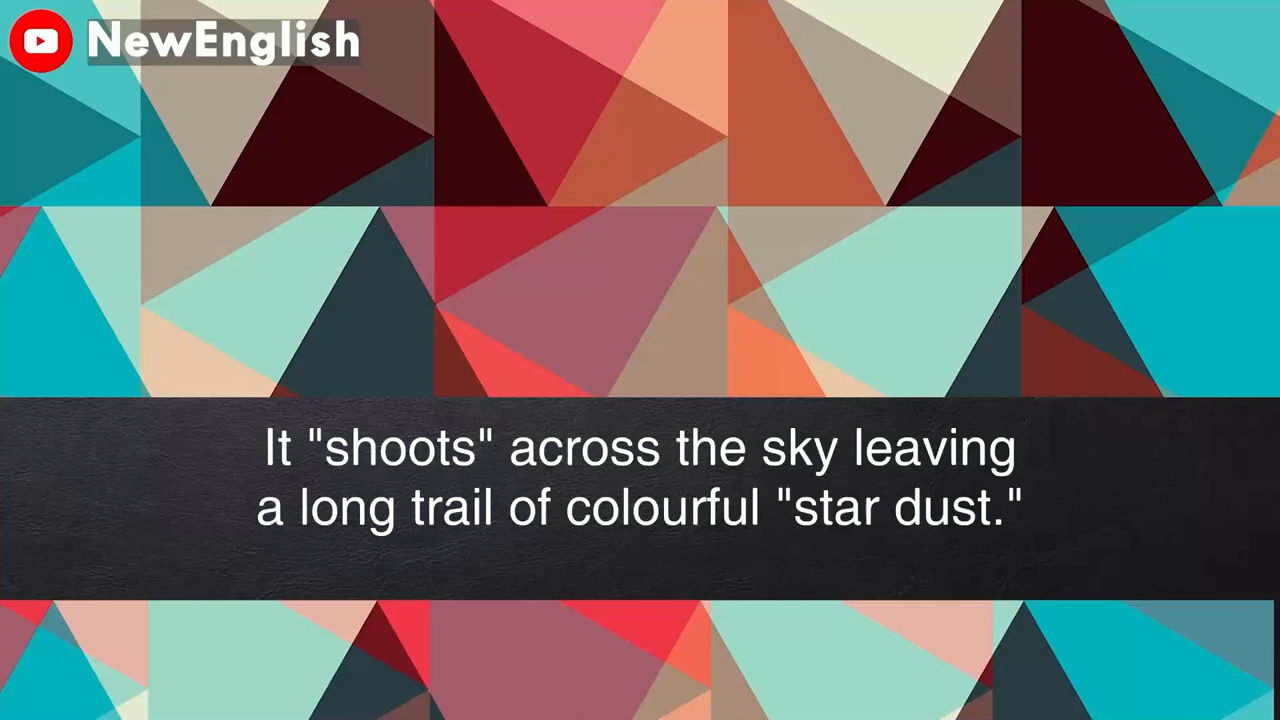 NewEnglish
It "shoots" across the sky leaving
a long trail of colourful "star dust."